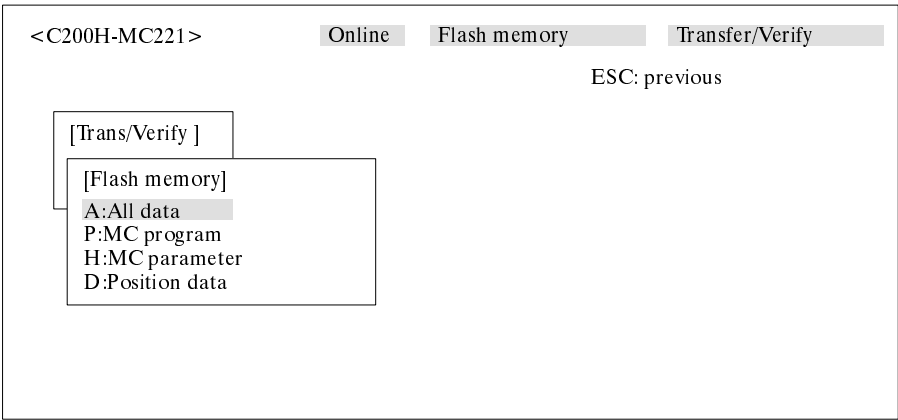 <C200H-MC221> Online Flash memory Transfer/Verify
ESC: previous
[Trans/Verify ]
[Flash memory]
A:All data
P:MC program
H:MC parameter
D:Position data